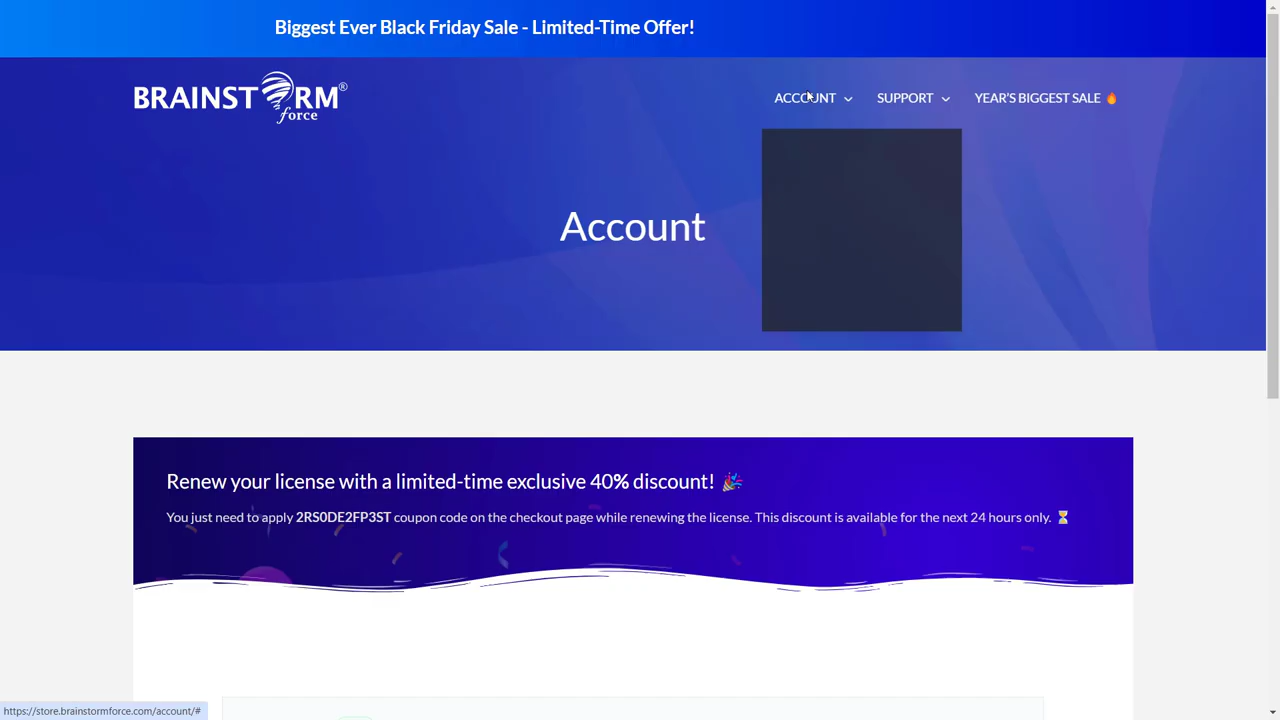 Biggest Ever Black Friday Sale - Limited-Time Offer!
BRAINSTORM® force
ACCOUNT SUPPORT YEAR'S BIGGEST SALE 🔥
Account
Renew your license with a limited-time exclusive 40% discount! 🎉
You just need to apply 2RS0DE2FP3ST coupon code on the checkout page while renewing the license. This discount is available for the next 24 hours only. ⏳
https://store.brainstormforce.com/account/#